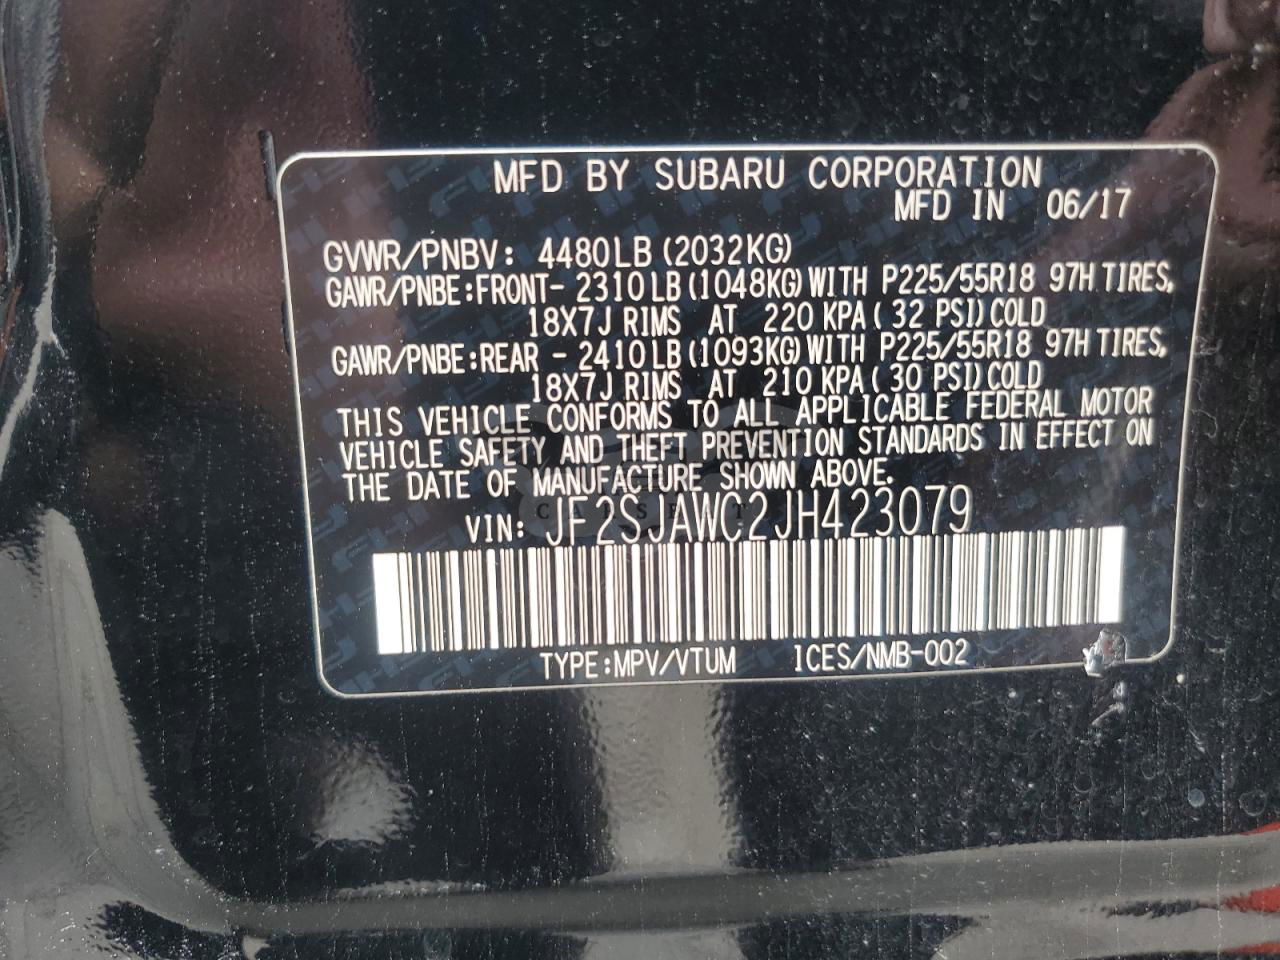 MFD BY SUBARU CORPORATION
MFD IN 06/17
GVWR/PNBV: 4480LB (2032KG)
GAWR/PNBE:FRONT- 2310LB (1048KG) WITH P225/55R18 97H TIRES,
18X7J RIMS AT 220 KPA ( 32 PSI) COLD
GAWR/PNBE:REAR - 2410LB (1093KG) WITH P225/55R18 97H TIRES,
18X7J RIMS AT 210 KPA ( 30 PSI) COLD
THIS VEHICLE CONFORMS TO ALL APPLICABLE FEDERAL MOTOR
VEHICLE SAFETY AND THEFT PREVENTION STANDARDS IN EFFECT ON
THE DATE OF MANUFACTURE SHOWN ABOVE.
VIN: JF2SJAWC2JH423079
TYPE:MPV/VTUM 1CES/NMB-002